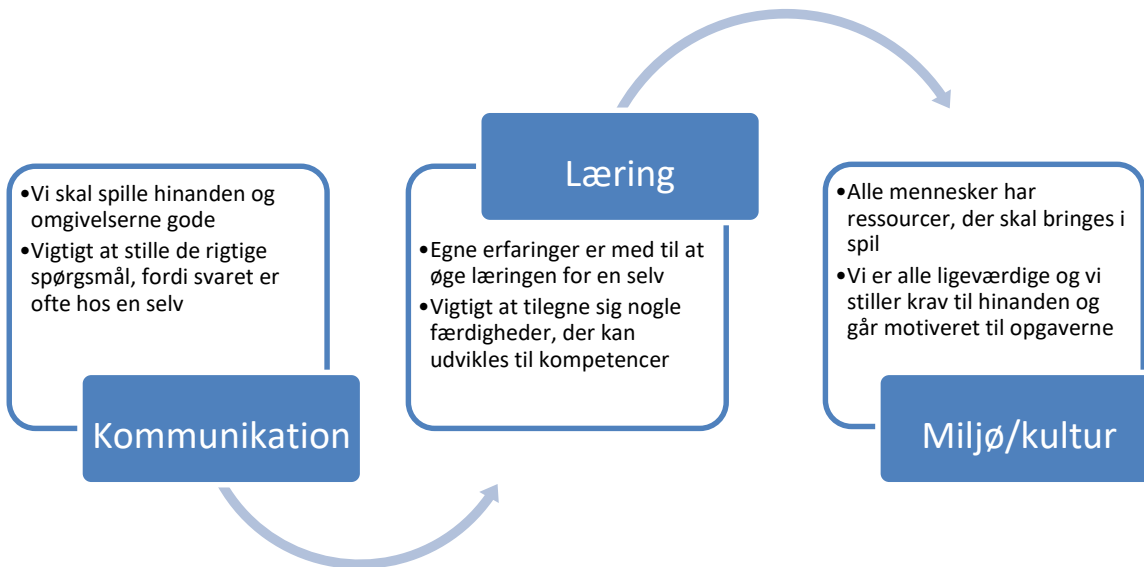 •Vi skal spille hinanden og
omgivelserne gode
•Vigtigt at stille de rigtige
spørgsmål, fordi svaret er
ofte hos en selv
Kommunikation
Læring
•Egne erfaringer er med til at
øge læringen for en selv
•Vigtigt at tilegne sig nogle
færdigheder, der kan
udvikles til kompetencer
•Alle mennesker har
ressourcer, der skal bringes i
spil
•Vi er alle ligeværdige og vi
stiller krav til hinanden og
går motiveret til opgaverne
Miljø/kultur